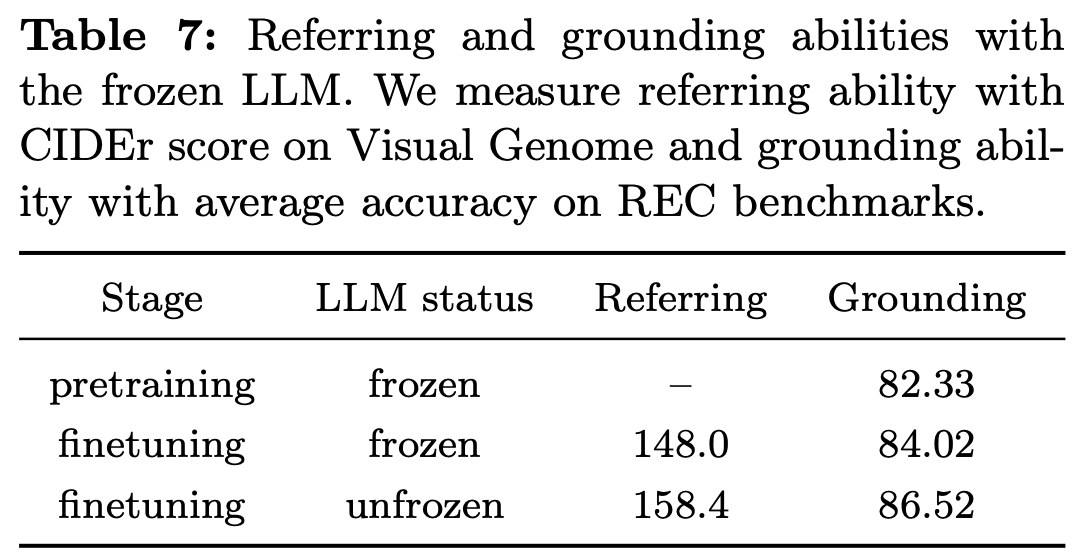 Table 7: Referring and grounding abilities with
the frozen LLM. We measure referring ability with
CIDEr score on Visual Genome and grounding abil-
ity with average accuracy on REC benchmarks.
Stage LLM status Referring Grounding
pretraining frozen – 82.33
finetuning frozen 148.0 84.02
finetuning unfrozen 158.4 86.52